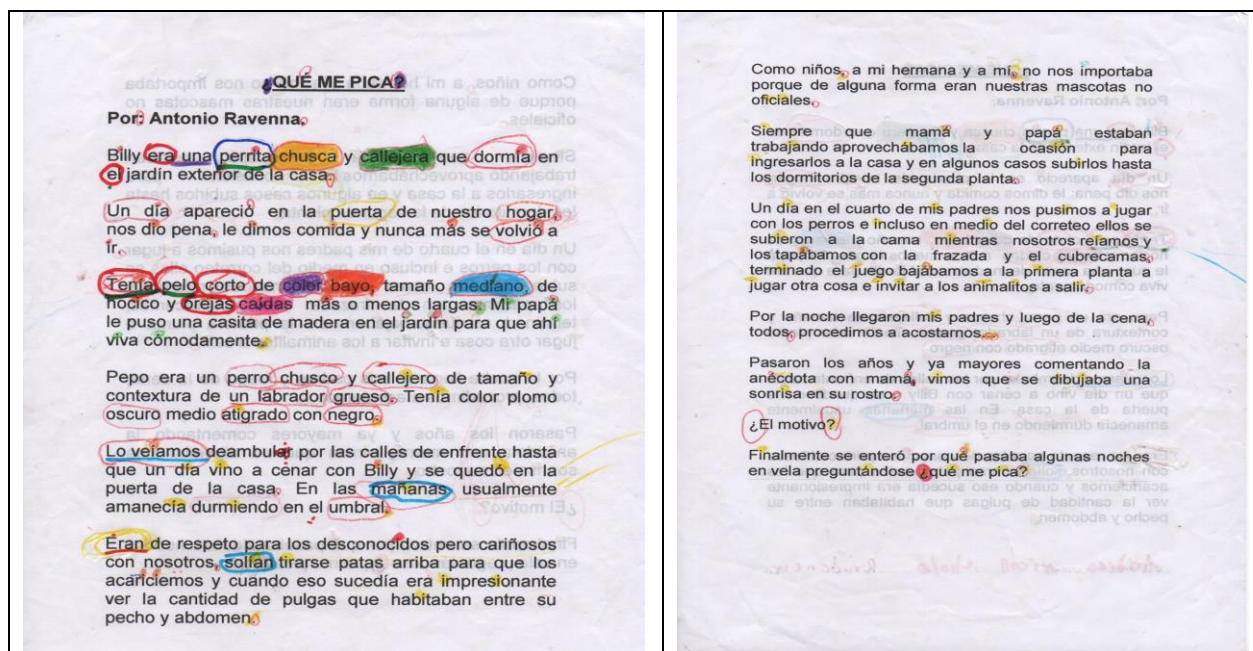 ¿QUÉ ME PICA?
Por: Antonio Ravenna.
Billy era una perrita chusca y callejera que dormía en
el jardín exterior de la casa.
Un día apareció en la puerta de nuestro hogar,
nos dio pena, le dimos comida y nunca más se volvió a
ir.
Tenía pelo corto de color bayo, tamaño mediano, de
hocico y orejas caídas más o menos largas. Mi papá
le puso una casita de madera en el jardín para que ahí
viva cómodamente.
Pepo era un perro chusco y callejero de tamaño y
contextura de un labrador grueso. Tenía color plomo
oscuro medio atigrado con negro.
Lo veíamos deambular por las calles de enfrente hasta
que un día vino a cenar con Billy y se quedó en la
puerta de la casa. En las mañanas usualmente
amanecía durmiendo en el umbral.
Eran de respeto para los desconocidos pero cariñosos
con nosotros, solían tirarse patas arriba para que los
acariciemos y cuando eso sucedía era impresionante
ver la cantidad de pulgas que habitaban entre su
pecho y abdomen.
Como niños, a mi hermana y a mí, no nos importaba
porque de alguna forma eran nuestras mascotas no
oficiales.
Siempre que mamá y papá estaban
trabajando aprovechábamos la ocasión para
ingresarlos a la casa y en algunos casos subirlos hasta
los dormitorios de la segunda planta.
Un día en el cuarto de mis padres nos pusimos a jugar
con los perros e incluso en medio del correteo ellos se
subieron a la cama mientras nosotros reíamos y
los tapábamos con la frazada y el cubrecamas,
terminado el juego bajábamos a la primera planta a
jugar otra cosa e invitar a los animalitos a salir.
Por la noche llegaron mis padres y luego de la cena,
todos, procedimos a acostarnos...
Pasaron los años y ya mayores comentando la
anécdota con mamá, vimos que se dibujaba una
sonrisa en su rostro.
¿El motivo?
Finalmente se enteró por qué pasaba algunas noches
en vela preguntándose ¿qué me pica?